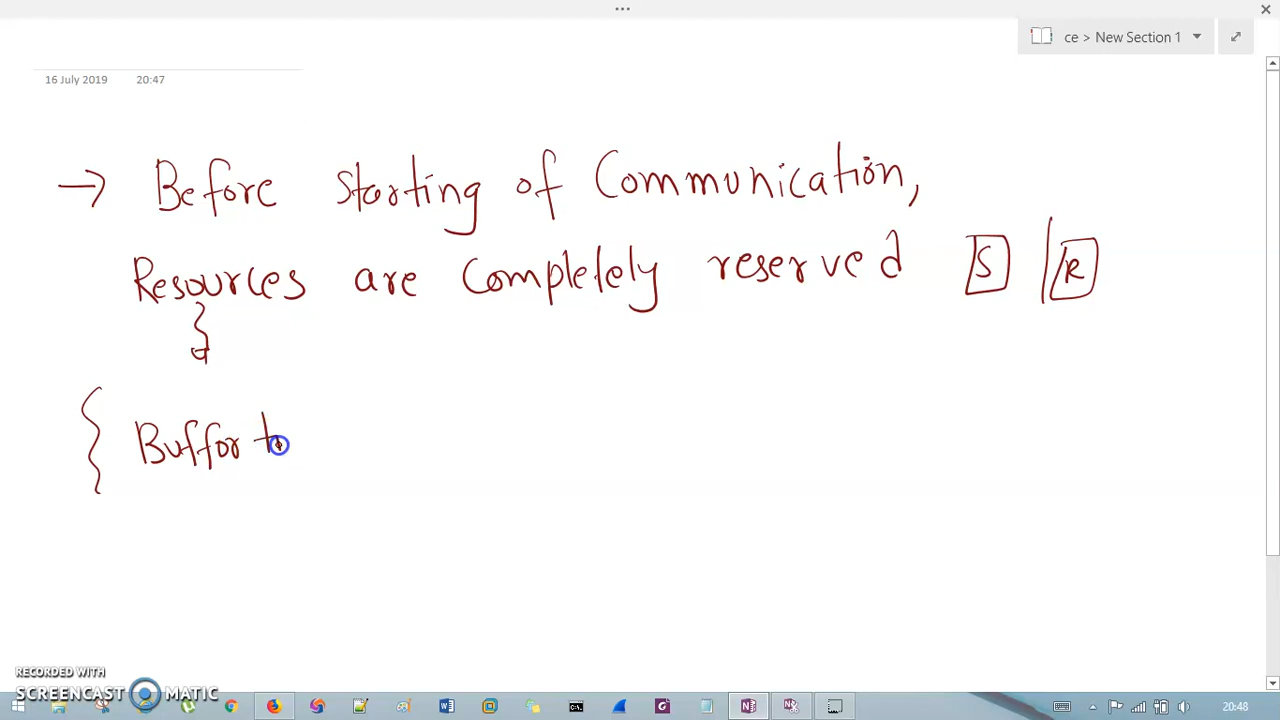 ce > New Section 1
16 July 2019 20:47
→ Before starting of Communication,
Resources are completely reserved S | R
Buffor
RECORDED WITH
SCREENCAST MATIC
20:48